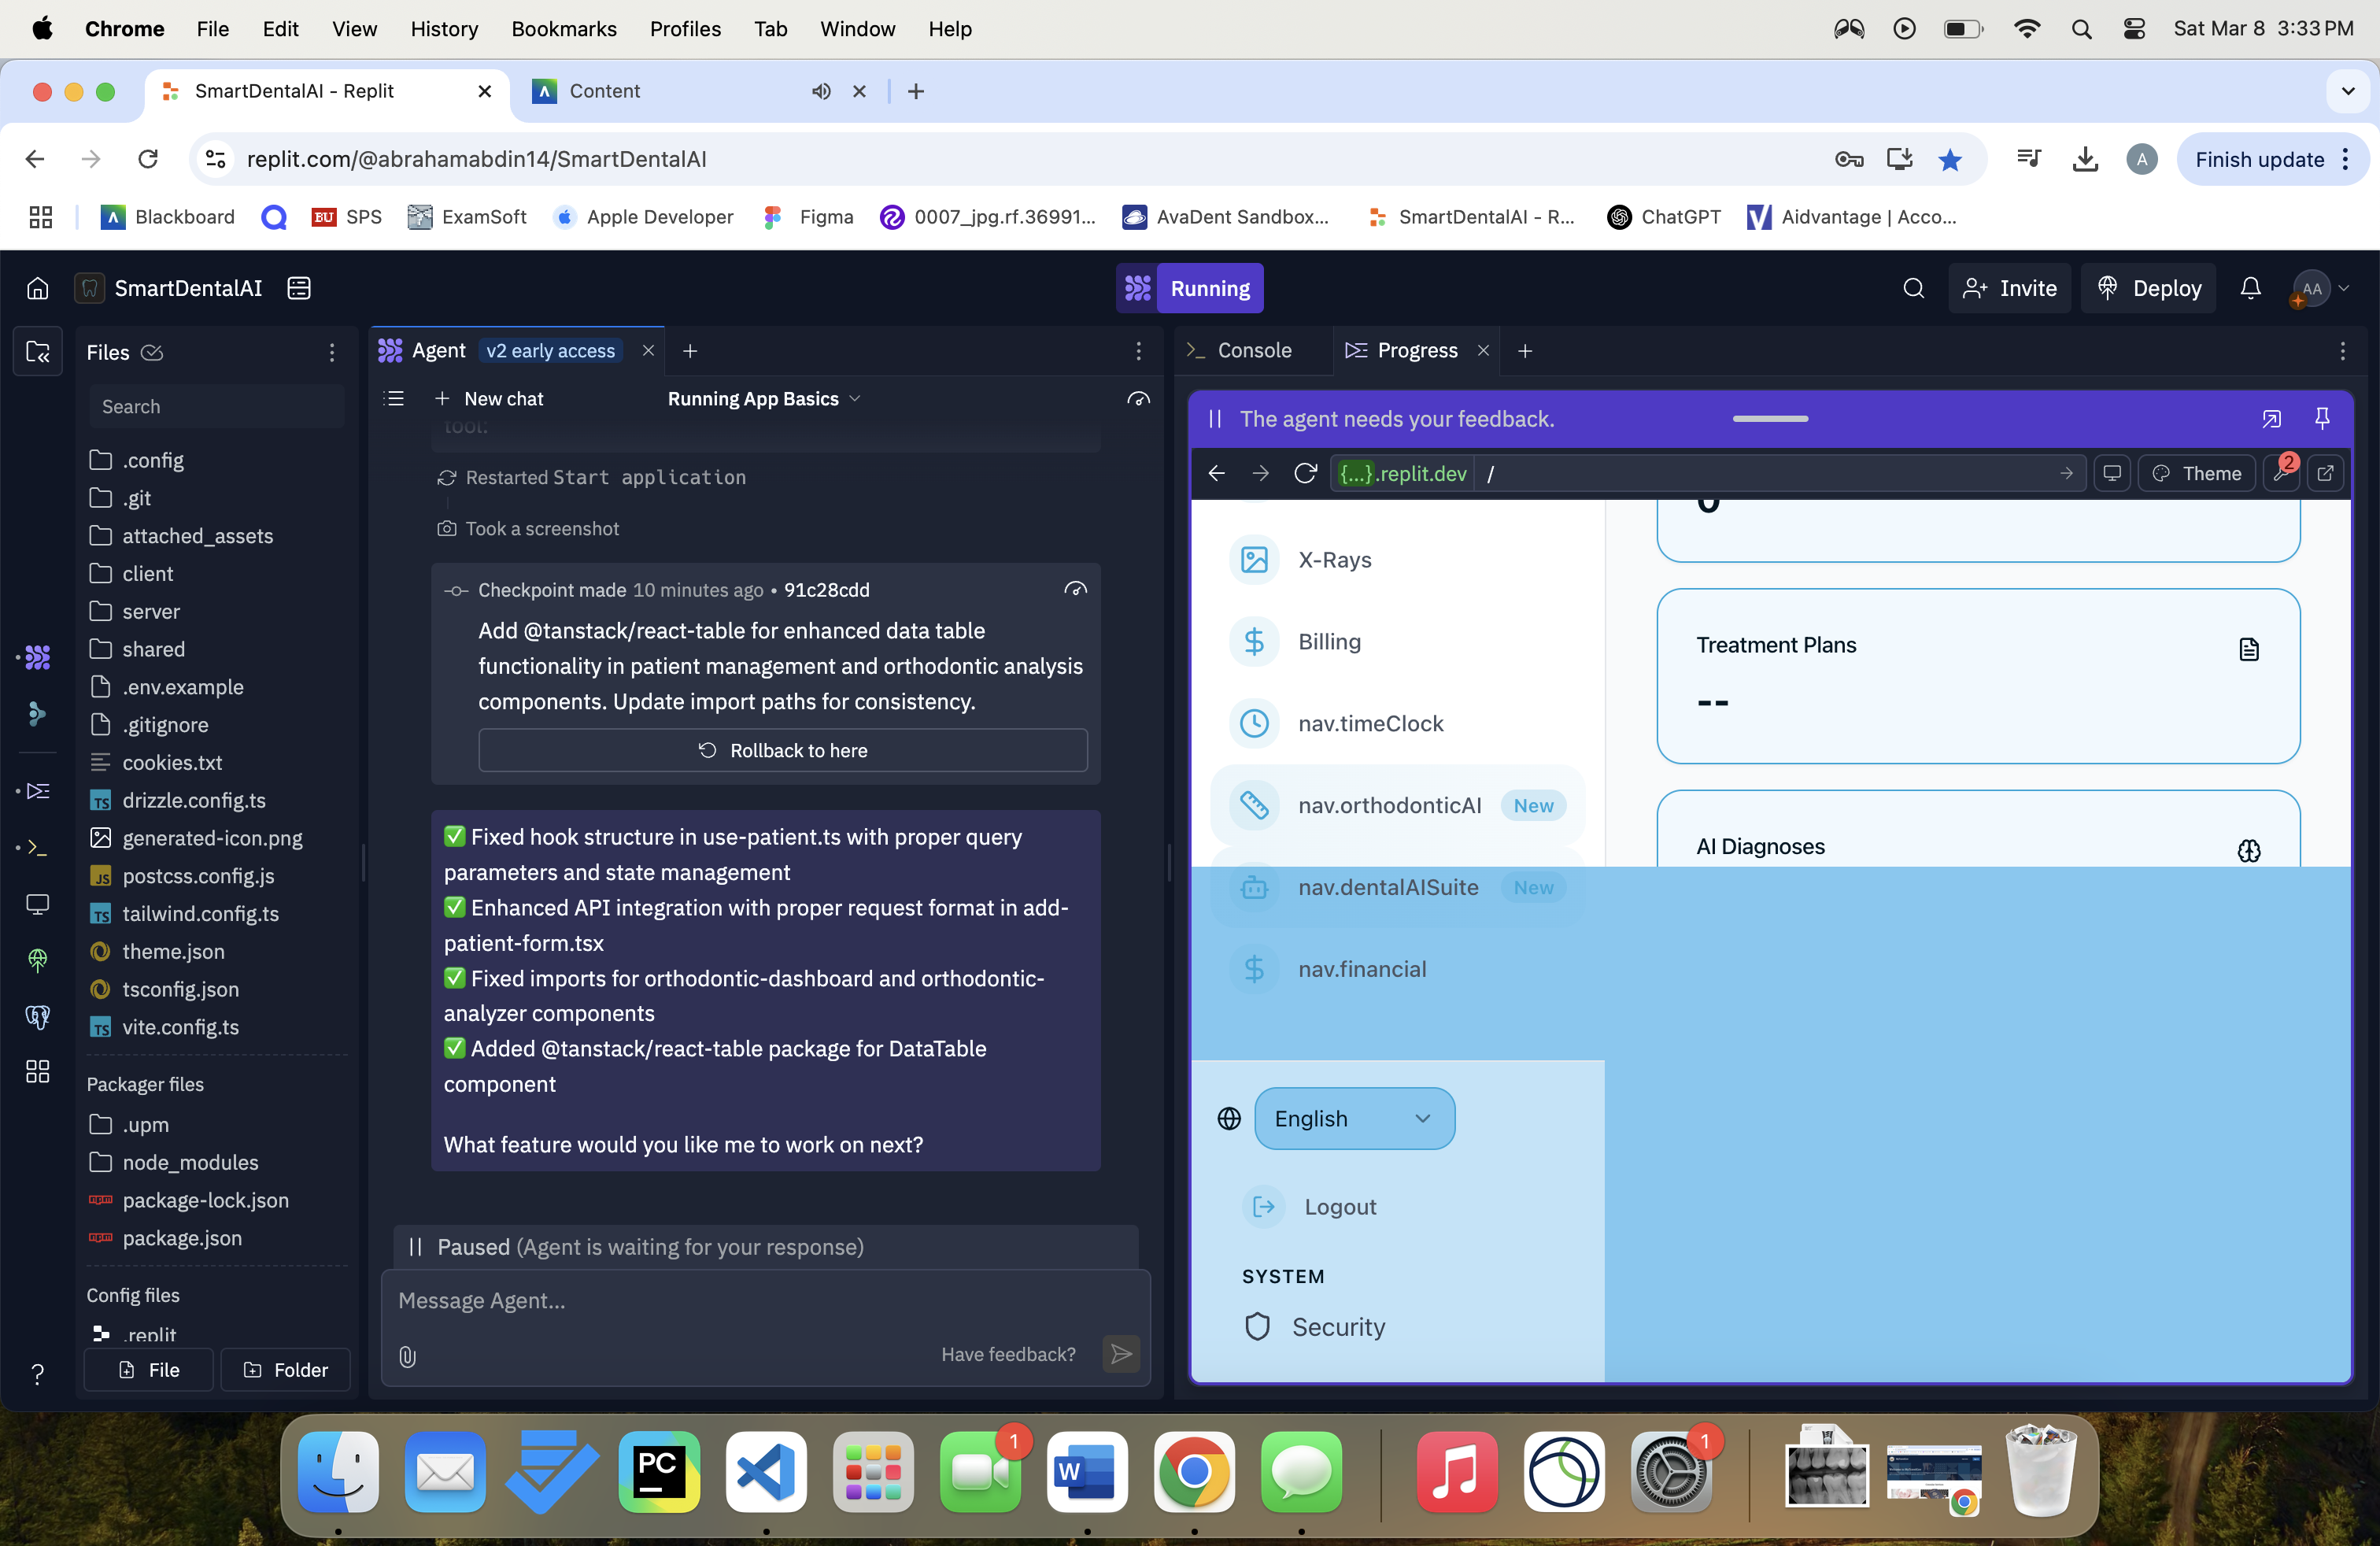 Chrome File Edit View History Bookmarks Profiles Tab Window Help Sat Mar 8 3:33 PM
SmartDentalAI - Replit
Content
replit.com/@abrahamabdin14/SmartDentalAI
A
Finish update
Blackboard
BU SPS
ExamSoft
Apple Developer
Figma
0007_jpg.rf.36991...
AvaDent Sandbox...
SmartDentalAI - R...
ChatGPT
Aidvantage | Acco...
SmartDentalAI
Running
Invite
Deploy
AA
Files
Search
.config
.git
attached_assets
client
server
shared
.env.example
.gitignore
cookies.txt
TS drizzle.config.ts
generated-icon.png
JS postcss.config.js
TS tailwind.config.ts
theme.json
tsconfig.json
TS vite.config.ts
Packager files
.upm
node_modules
package-lock.json
package.json
Config files
.replit
File
Folder
?
Agent v2 early access
New chat
Running App Basics
tool:
Restarted Start application
Took a screenshot
Checkpoint made 10 minutes ago • 91c28cdd
Add @tanstack/react-table for enhanced data table
functionality in patient management and orthodontic analysis
components. Update import paths for consistency.
Rollback to here
✅ Fixed hook structure in use-patient.ts with proper query
parameters and state management
✅ Enhanced API integration with proper request format in add-
patient-form.tsx
✅ Fixed imports for orthodontic-dashboard and orthodontic-
analyzer components
✅ Added @tanstack/react-table package for DataTable
component
What feature would you like me to work on next?
Paused (Agent is waiting for your response)
Message Agent...
Have feedback?
Console
Progress
The agent needs your feedback.
{...}.replit.dev /
Theme
2
X-Rays
Billing
nav.timeClock
nav.orthodonticAI New
nav.dentalAISuite New
nav.financial
English
Logout
SYSTEM
Security
0
Treatment Plans
--
AI Diagnoses
PC
1
W
1